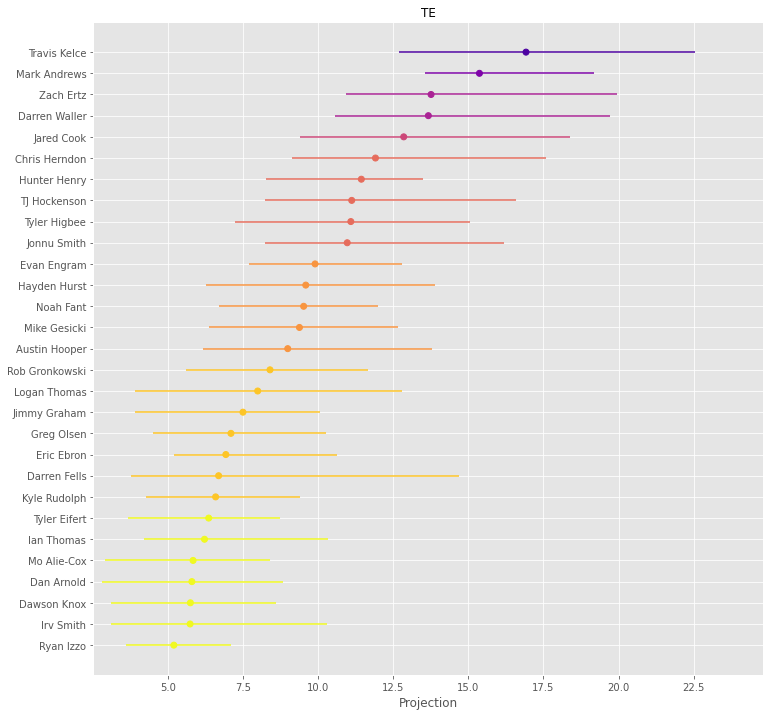 TE
Travis Kelce
Mark Andrews
Zach Ertz
Darren Waller
Jared Cook
Chris Herndon
Hunter Henry
TJ Hockenson
Tyler Higbee
Jonnu Smith
Evan Engram
Hayden Hurst
Noah Fant
Mike Gesicki
Austin Hooper
Rob Gronkowski
Logan Thomas
Jimmy Graham
Greg Olsen
Eric Ebron
Darren Fells
Kyle Rudolph
Tyler Eifert
Ian Thomas
Mo Alie-Cox
Dan Arnold
Dawson Knox
Irv Smith
Ryan Izzo
5.0 7.5 10.0 12.5 15.0 17.5 20.0 22.5
Projection